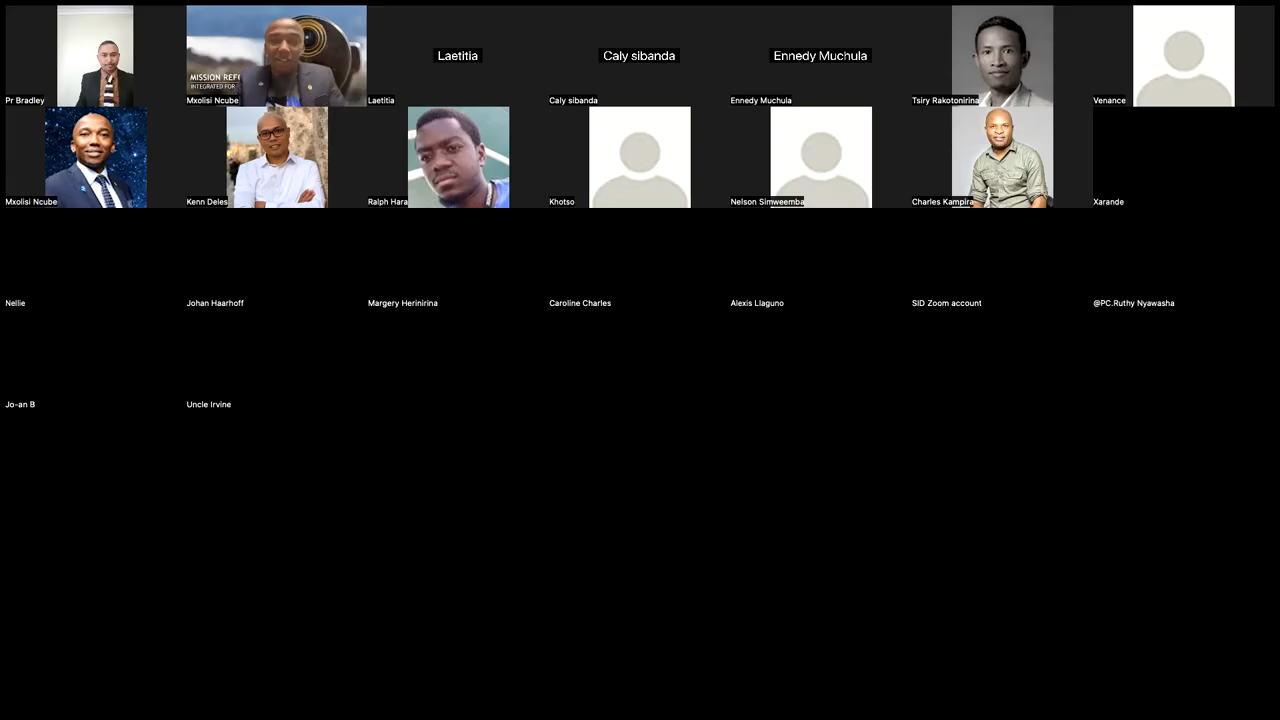 Laetitia
Caly sibanda
Ennedy Muchula
MISSION REF
INTEGRATED FOR
Pr Bradley
Mxolisi Ncube
Laetitia
Caly sibanda
Ennedy Muchula
Tsiry Rakotonirina
Venance
Mxolisi Ncube
Kenn Deles
Ralph Hara
Khotso
Nelson Simweemba
Charles Kampira
Xarande
Nellie
Johan Haarhoff
Margery Herinirina
Caroline Charles
Alexis Llaguno
SID Zoom account
@PC.Ruthy Nyawasha
Jo-an B
Uncle Irvine